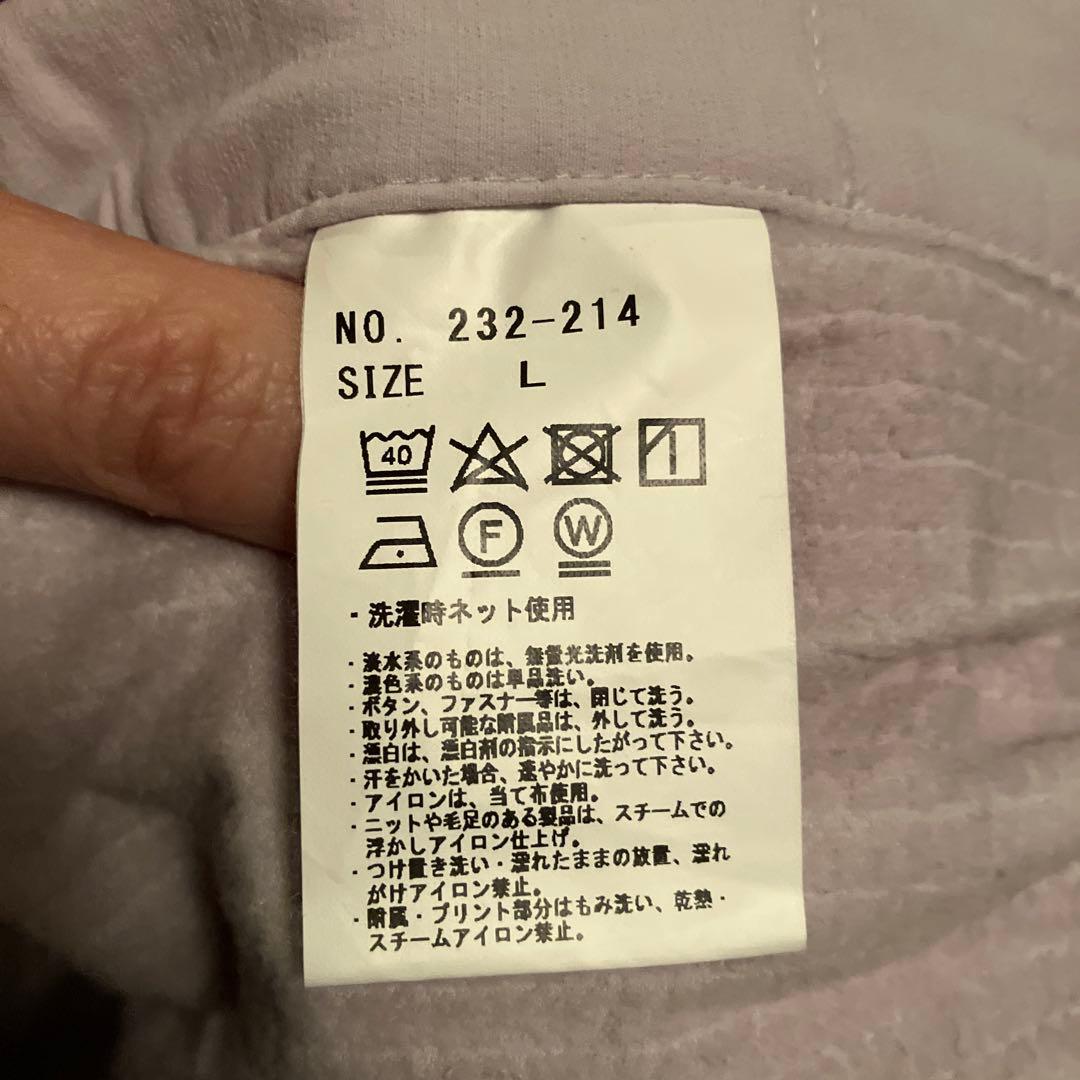 NO. 232-214
SIZE L
40
F W
・洗濯時ネット使用
・淡水系のものは、無蛍光洗剤を使用。
・濃色系のものは単品洗い。
・ボタン、ファスナー等は、閉じて洗う。
・取り外し可能な附属品は、外して洗う。
・漂白は、漂白剤の指示にしたがって下さい。
・汗をかいた場合、速やかに洗って下さい。
・アイロンは、当て布使用。
・ニットや毛足のある製品は、スチームでの
浮かしアイロン仕上げ。
・つけ置き洗い・濡れたままの放置、濡れ
がけアイロン禁止。
・附属・プリント部分はもみ洗い、乾熱・
スチームアイロン禁止。